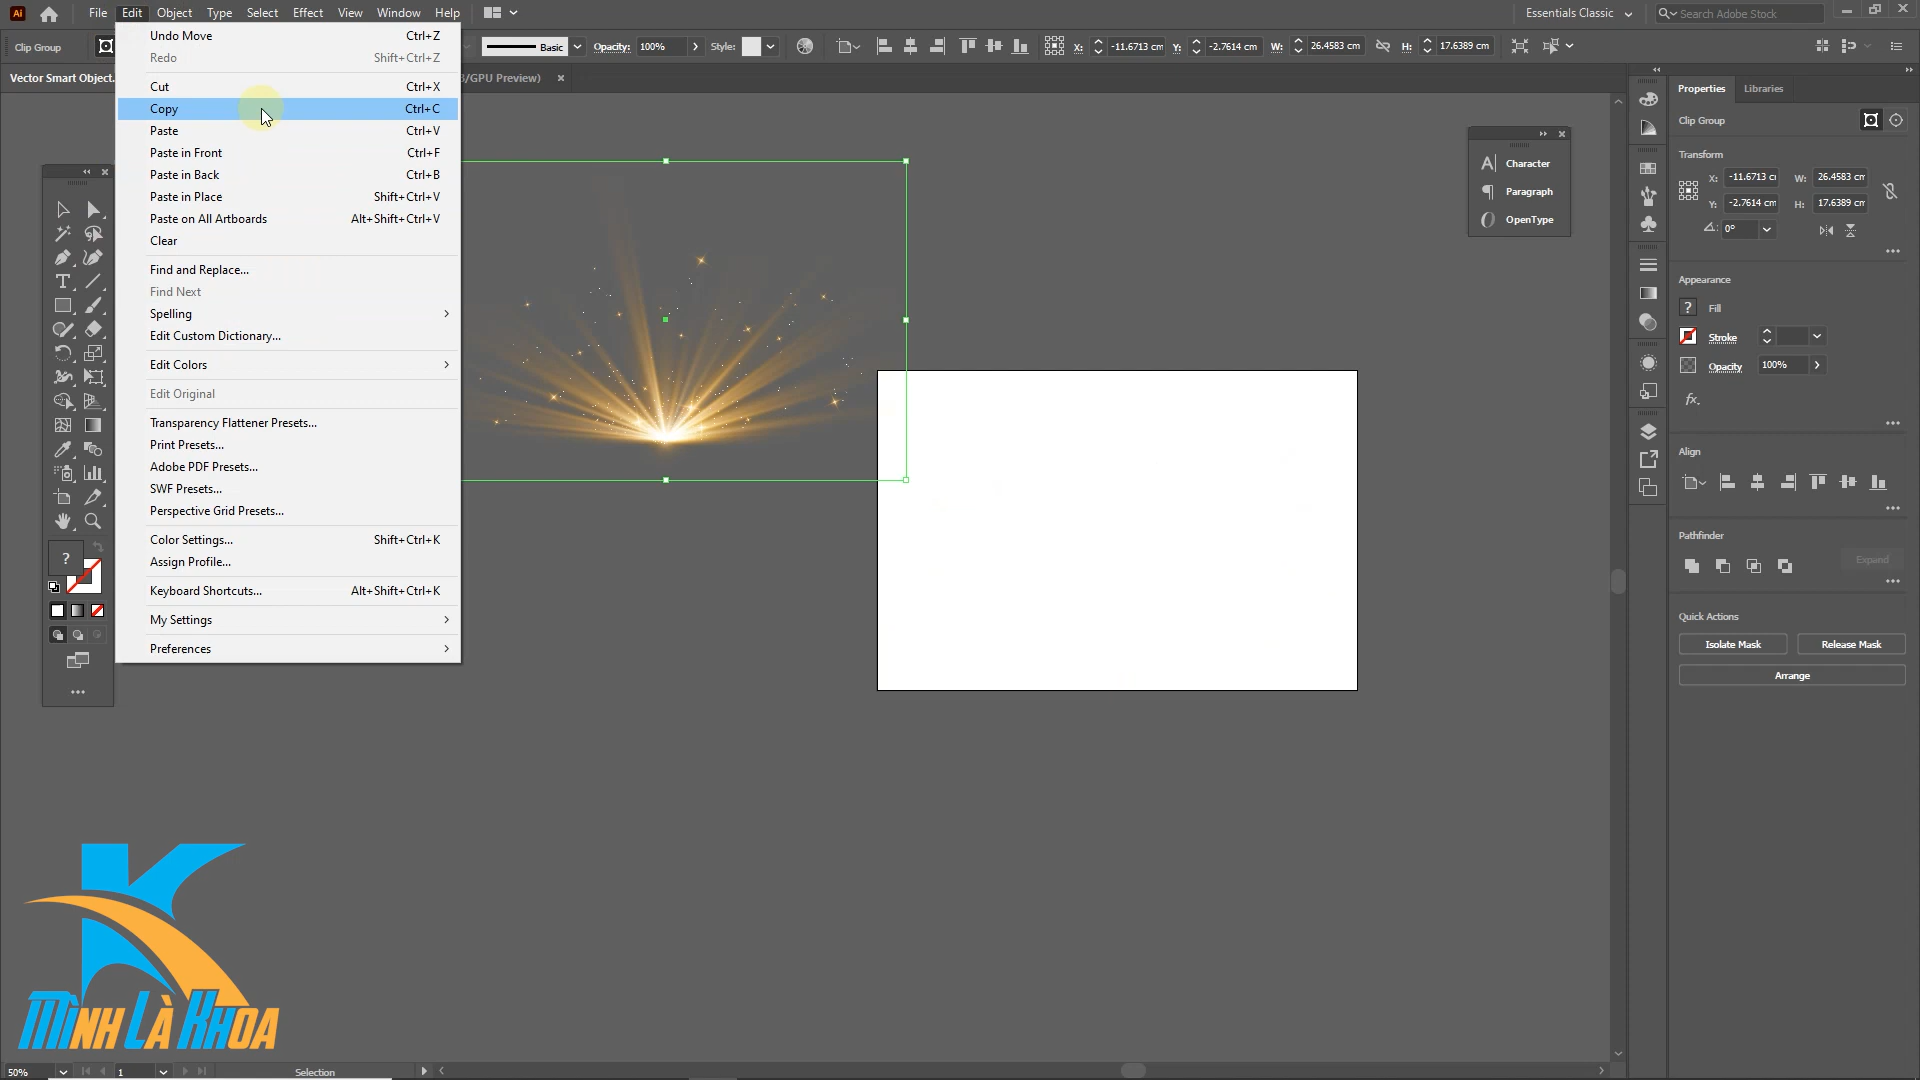 Ai
File Edit Object Type Select Effect View Window Help
Essentials Classic
Search Adobe Stock
Clip Group
Basic
Opacity: 100%
Style:
X: -11.6713 cm
Y: -2.7614 cm
W: 26.4583 cm
H: 17.6389 cm
Vector Smart Object.
/GPU Preview)
Undo Move Ctrl+Z
Redo Shift+Ctrl+Z
Cut Ctrl+X
Copy Ctrl+C
Paste Ctrl+V
Paste in Front Ctrl+F
Paste in Back Ctrl+B
Paste in Place Shift+Ctrl+V
Paste on All Artboards Alt+Shift+Ctrl+V
Clear
Find and Replace...
Find Next
Spelling
Edit Custom Dictionary...
Edit Colors
Edit Original
Transparency Flattener Presets...
Print Presets...
Adobe PDF Presets...
SWF Presets...
Perspective Grid Presets...
Color Settings... Shift+Ctrl+K
Assign Profile...
Keyboard Shortcuts... Alt+Shift+Ctrl+K
My Settings
Preferences
Character
Paragraph
OpenType
Properties Libraries
Clip Group
Transform
X: -11.6713 c W: 26.4583 cm
Y: -2.7614 cm H: 17.6389 cm
0°
Appearance
? Fill
Stroke
Opacity 100%
fx.
Align
Pathfinder
Expand
Quick Actions
Isolate Mask Release Mask
Arrange
?
MÌNH LÀ KHOA
50% 1 Selection